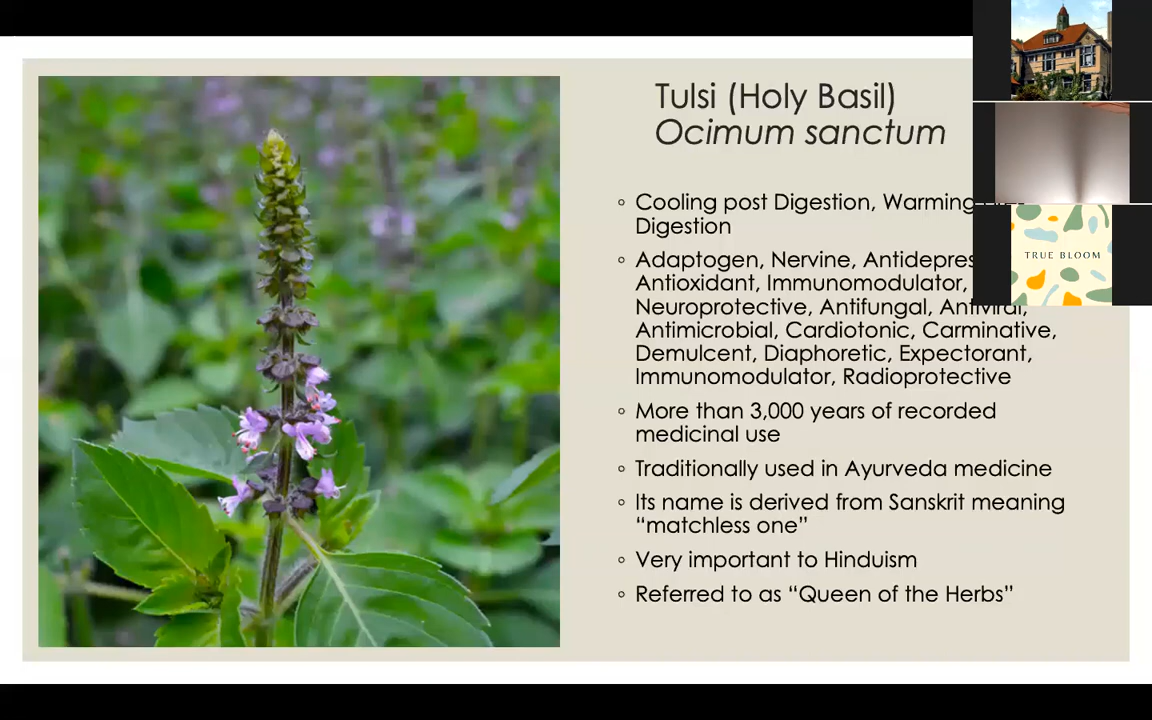 Tulsi (Holy Basil)
Ocimum sanctum
◦ Cooling post Digestion, Warming
Digestion
◦ Adaptogen, Nervine,
Antioxidant, Immunomodulator,
Neuroprotective, Antifungal, Antiviral,
Antimicrobial, Cardiotonic, Carminative,
Demulcent, Diaphoretic, Expectorant,
Immunomodulator, Radioprotective
◦ More than 3,000 years of recorded
medicinal use
◦ Traditionally used in Ayurveda medicine
◦ Its name is derived from Sanskrit meaning
“matchless one”
◦ Very important to Hinduism
◦ Referred to as “Queen of the Herbs”
TRUE BLOOM